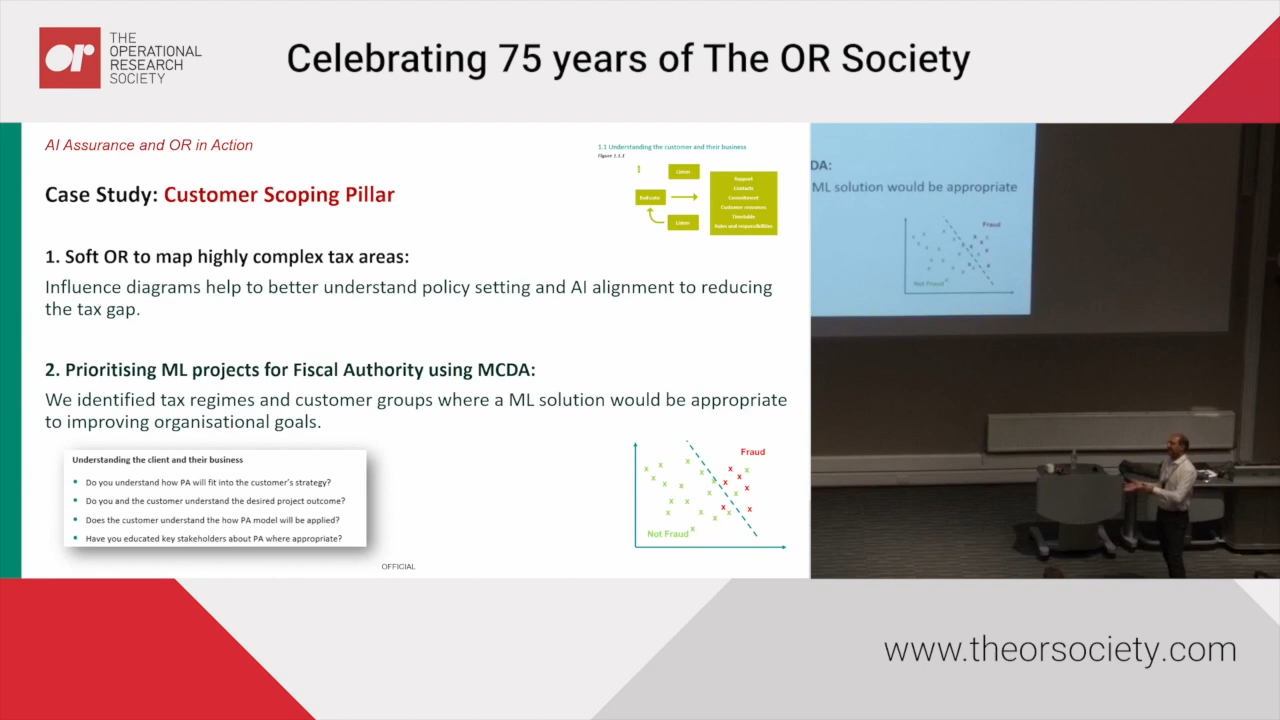 THE
OPERATIONAL
RESEARCH
SOCIETY
or
Celebrating 75 years of The OR Society
AI Assurance and OR in Action
1.1 Understanding the customer and their business
Figure 1.1.1
Listen
Reiterate
Listen
Support
Contacts
Commitment
Customer resources
Timetable
Roles and responsibilities
Case Study: Customer Scoping Pillar
1. Soft OR to map highly complex tax areas:
Influence diagrams help to better understand policy setting and AI alignment to reducing
the tax gap.
2. Prioritising ML projects for Fiscal Authority using MCDA:
We identified tax regimes and customer groups where a ML solution would be appropriate
to improving organisational goals.
Understanding the client and their business
• Do you understand how PA will fit into the customer's strategy?
• Do you and the customer understand the desired project outcome?
• Does the customer understand the how PA model will be applied?
• Have you educated key stakeholders about PA where appropriate?
Fraud
Not Fraud
OFFICIAL
DA:
ML solution would be appropriate
Fraud
Not Fraud
www.theorsociety.com